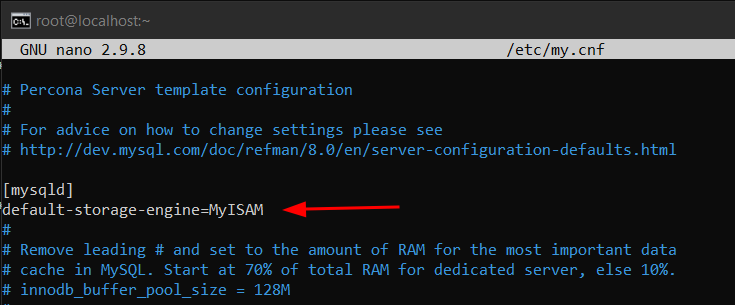 root@localhost:~
GNU nano 2.9.8 /etc/my.cnf
# Percona Server template configuration
#
# For advice on how to change settings please see
# http://dev.mysql.com/doc/refman/8.0/en/server-configuration-defaults.html
[mysqld]
default-storage-engine=MyISAM
#
# Remove leading # and set to the amount of RAM for the most important data
# cache in MySQL. Start at 70% of total RAM for dedicated server, else 10%.
# innodb_buffer_pool_size = 128M
#